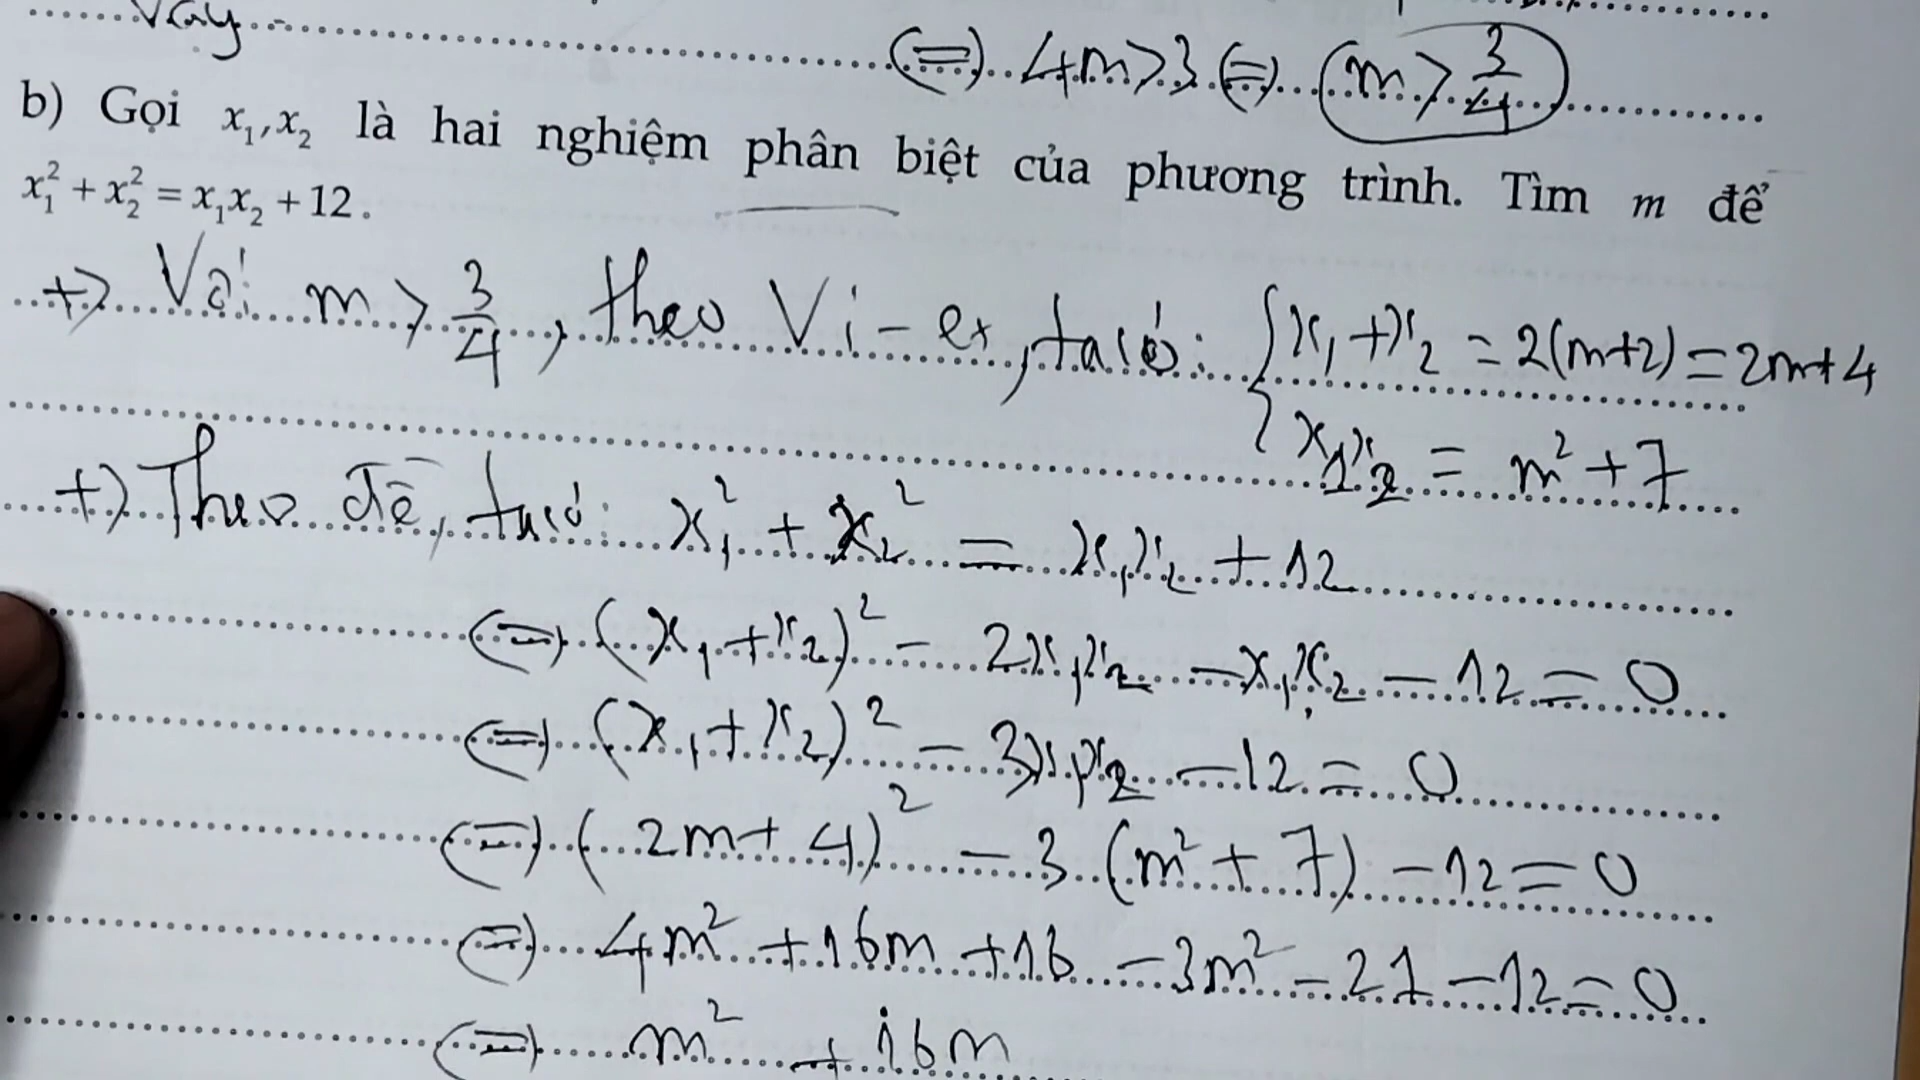 Vậy
(=) 4m > 3 (=) m > 3/4
b) Gọi x₁, x₂ là hai nghiệm phân biệt của phương trình. Tìm m để
x₁² + x₂² = x₁x₂ + 12.
+) Với m > 3/4, theo Vi-ex, ta có: { x₁ + x₂ = 2(m+2) = 2m+4
x₁x₂ = m² + 7
+) Theo đề, ta có: x₁² + x₂² = x₁x₂ + 12
(=) (x₁ + x₂)² - 2x₁x₂ - x₁x₂ - 12 = 0
(=) (x₁ + x₂)² - 3x₁x₂ - 12 = 0
(=) (2m + 4)² - 3 (m² + 7) - 12 = 0
(=) 4m² + 16m + 16 - 3m² - 21 - 12 = 0
(=) m² + 16m